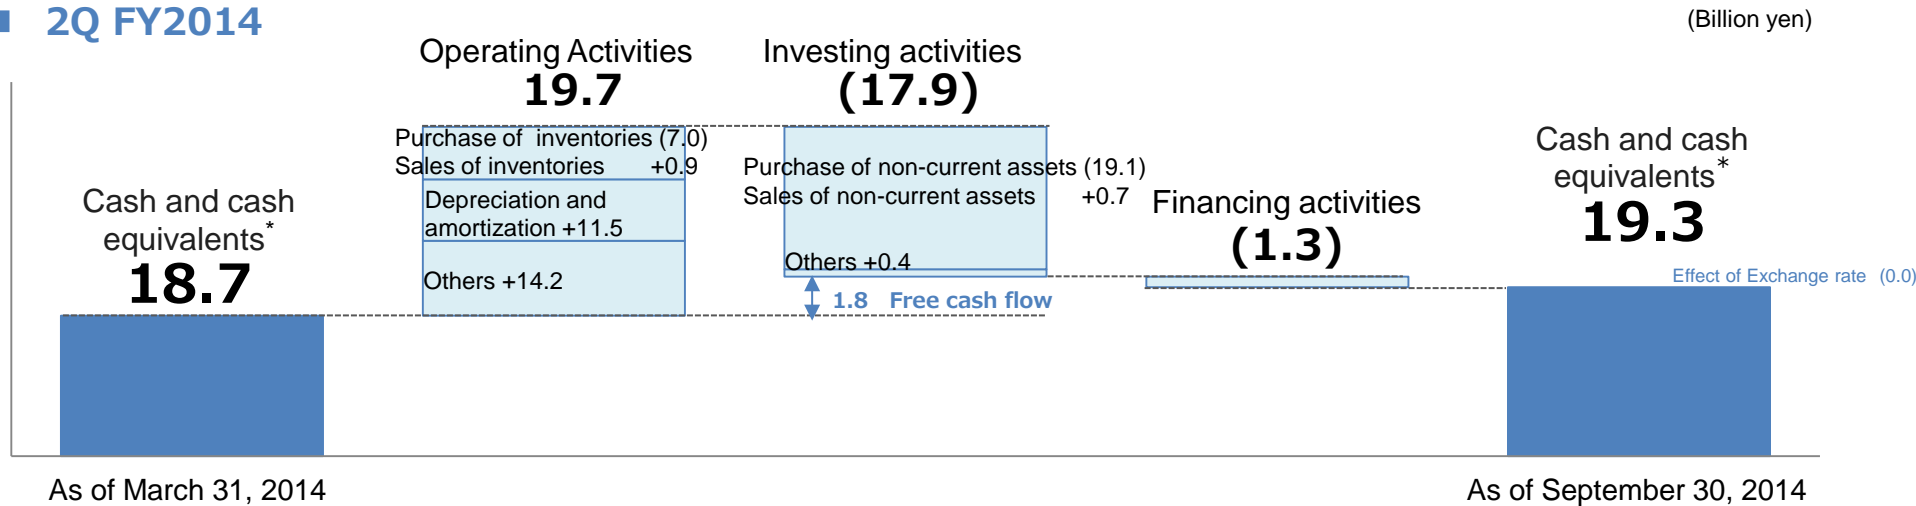 2Q FY2014
(Billion yen)
Operating Activities
19.7
Investing activities
(17.9)
Purchase of inventories (7.0)
Sales of inventories +0.9
Depreciation and
amortization +11.5
Others +14.2
Purchase of non-current assets (19.1)
Sales of non-current assets +0.7
Others +0.4
1.8 Free cash flow
Cash and cash
equivalents*
18.7
Financing activities
(1.3)
Cash and cash
equivalents*
19.3
Effect of Exchange rate (0.0)
As of March 31, 2014
As of September 30, 2014